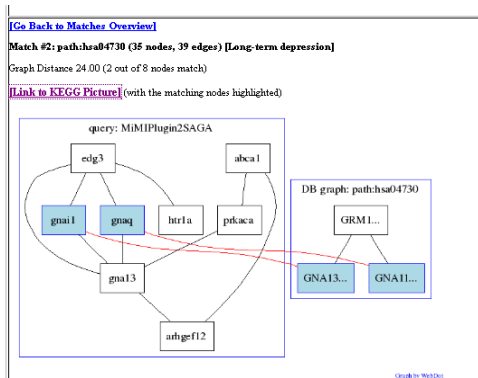 [Go Back to Matches Overview]
Match #2: path:hsa04730 (35 nodes, 39 edges) [Long-term depression]
Graph Distance 24.00 (2 out of 8 nodes match)
[Link to KEGG Picture] (with the matching nodes highlighted)
query: MiMIPlugin2SAGA
edg3
abca1
DB graph: path:hsa04730
gnai1
gnaq
htr1a
prkaca
GRM1...
gna13
GNA13...
GNA11...
arhgef12
Graph by WebDot